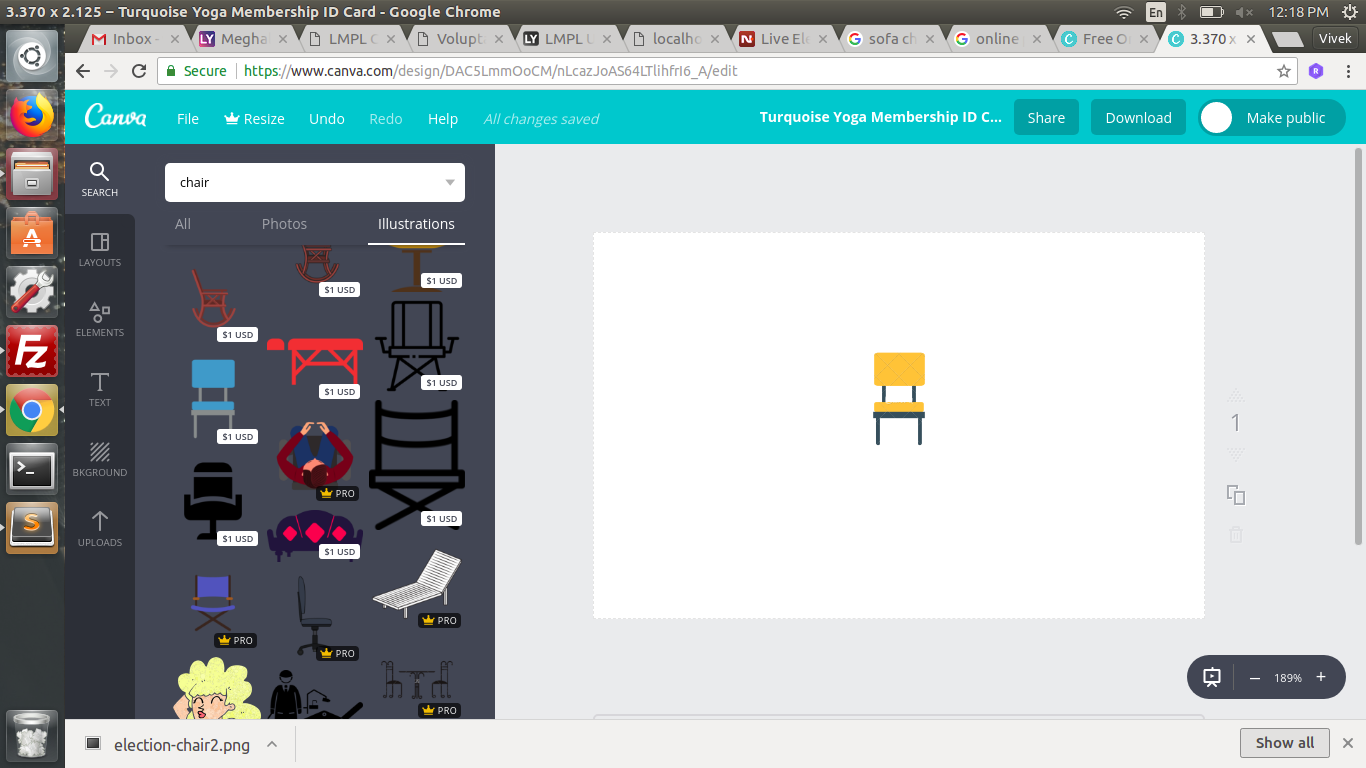 3.370 x 2.125 – Turquoise Yoga Membership ID Card - Google Chrome
En
12:18 PM
Inbox -
Megha
LMPL C
Volupt
LMPL U
localho
Live El
sofa ch
online
Free O
3.370 x
Vivek
Secure
https://www.canva.com/design/DAC5LmmOoCM/nLcazJoAS64LTlihfrI6_A/edit
Canva
File
Resize
Undo
Redo
Help
All changes saved
Turquoise Yoga Membership ID C...
Share
Download
Make public
SEARCH
LAYOUTS
ELEMENTS
TEXT
BKGROUND
UPLOADS
chair
All
Photos
Illustrations
$1 USD
$1 USD
$1 USD
$1 USD
$1 USD
$1 USD
PRO
$1 USD
$1 USD
$1 USD
PRO
PRO
PRO
PRO
1
189%
election-chair2.png
Show all